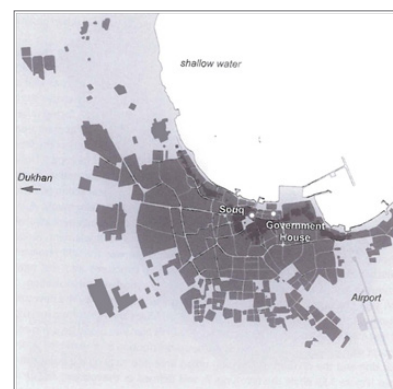 shallow water
Dukhan
Souq
Government
House
Airport